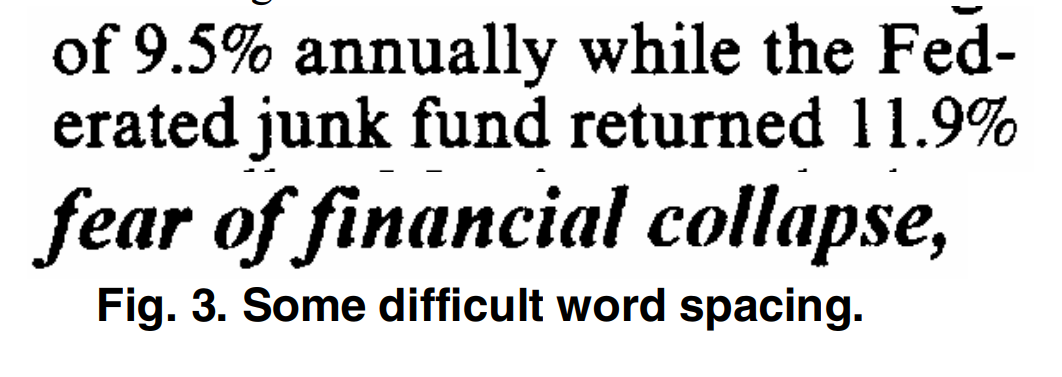 of 9.5% annually while the Fed-
erated junk fund returned 11.9%
fear of financial collapse,
Fig. 3. Some difficult word spacing.